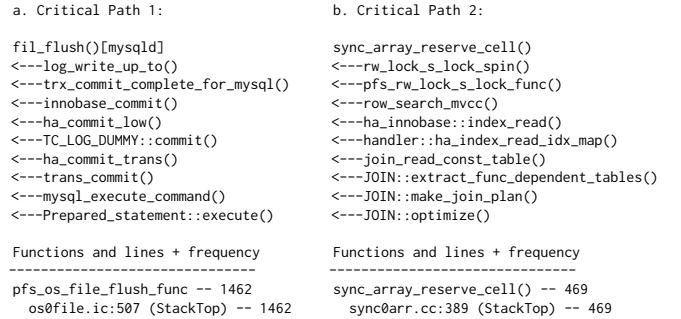 a. Critical Path 1:
fil_flush()[mysqld]
<---log_write_up_to()
<---trx_commit_complete_for_mysql()
<---innobase_commit()
<---ha_commit_low()
<---TC_LOG_DUMMY::commit()
<---ha_commit_trans()
<---trans_commit()
<---mysql_execute_command()
<---Prepared_statement::execute()
Functions and lines + frequency
-------------------------------
pfs_os_file_flush_func -- 1462
os0file.ic:507 (StackTop) -- 1462
b. Critical Path 2:
sync_array_reserve_cell()
<---rw_lock_s_lock_spin()
<---pfs_rw_lock_s_lock_func()
<---row_search_mvcc()
<---ha_innobase::index_read()
<---handler::ha_index_read_idx_map()
<---join_read_const_table()
<---JOIN::extract_func_dependent_tables()
<---JOIN::make_join_plan()
<---JOIN::optimize()
Functions and lines + frequency
-------------------------------
sync_array_reserve_cell() -- 469
sync0arr.cc:389 (StackTop) -- 469